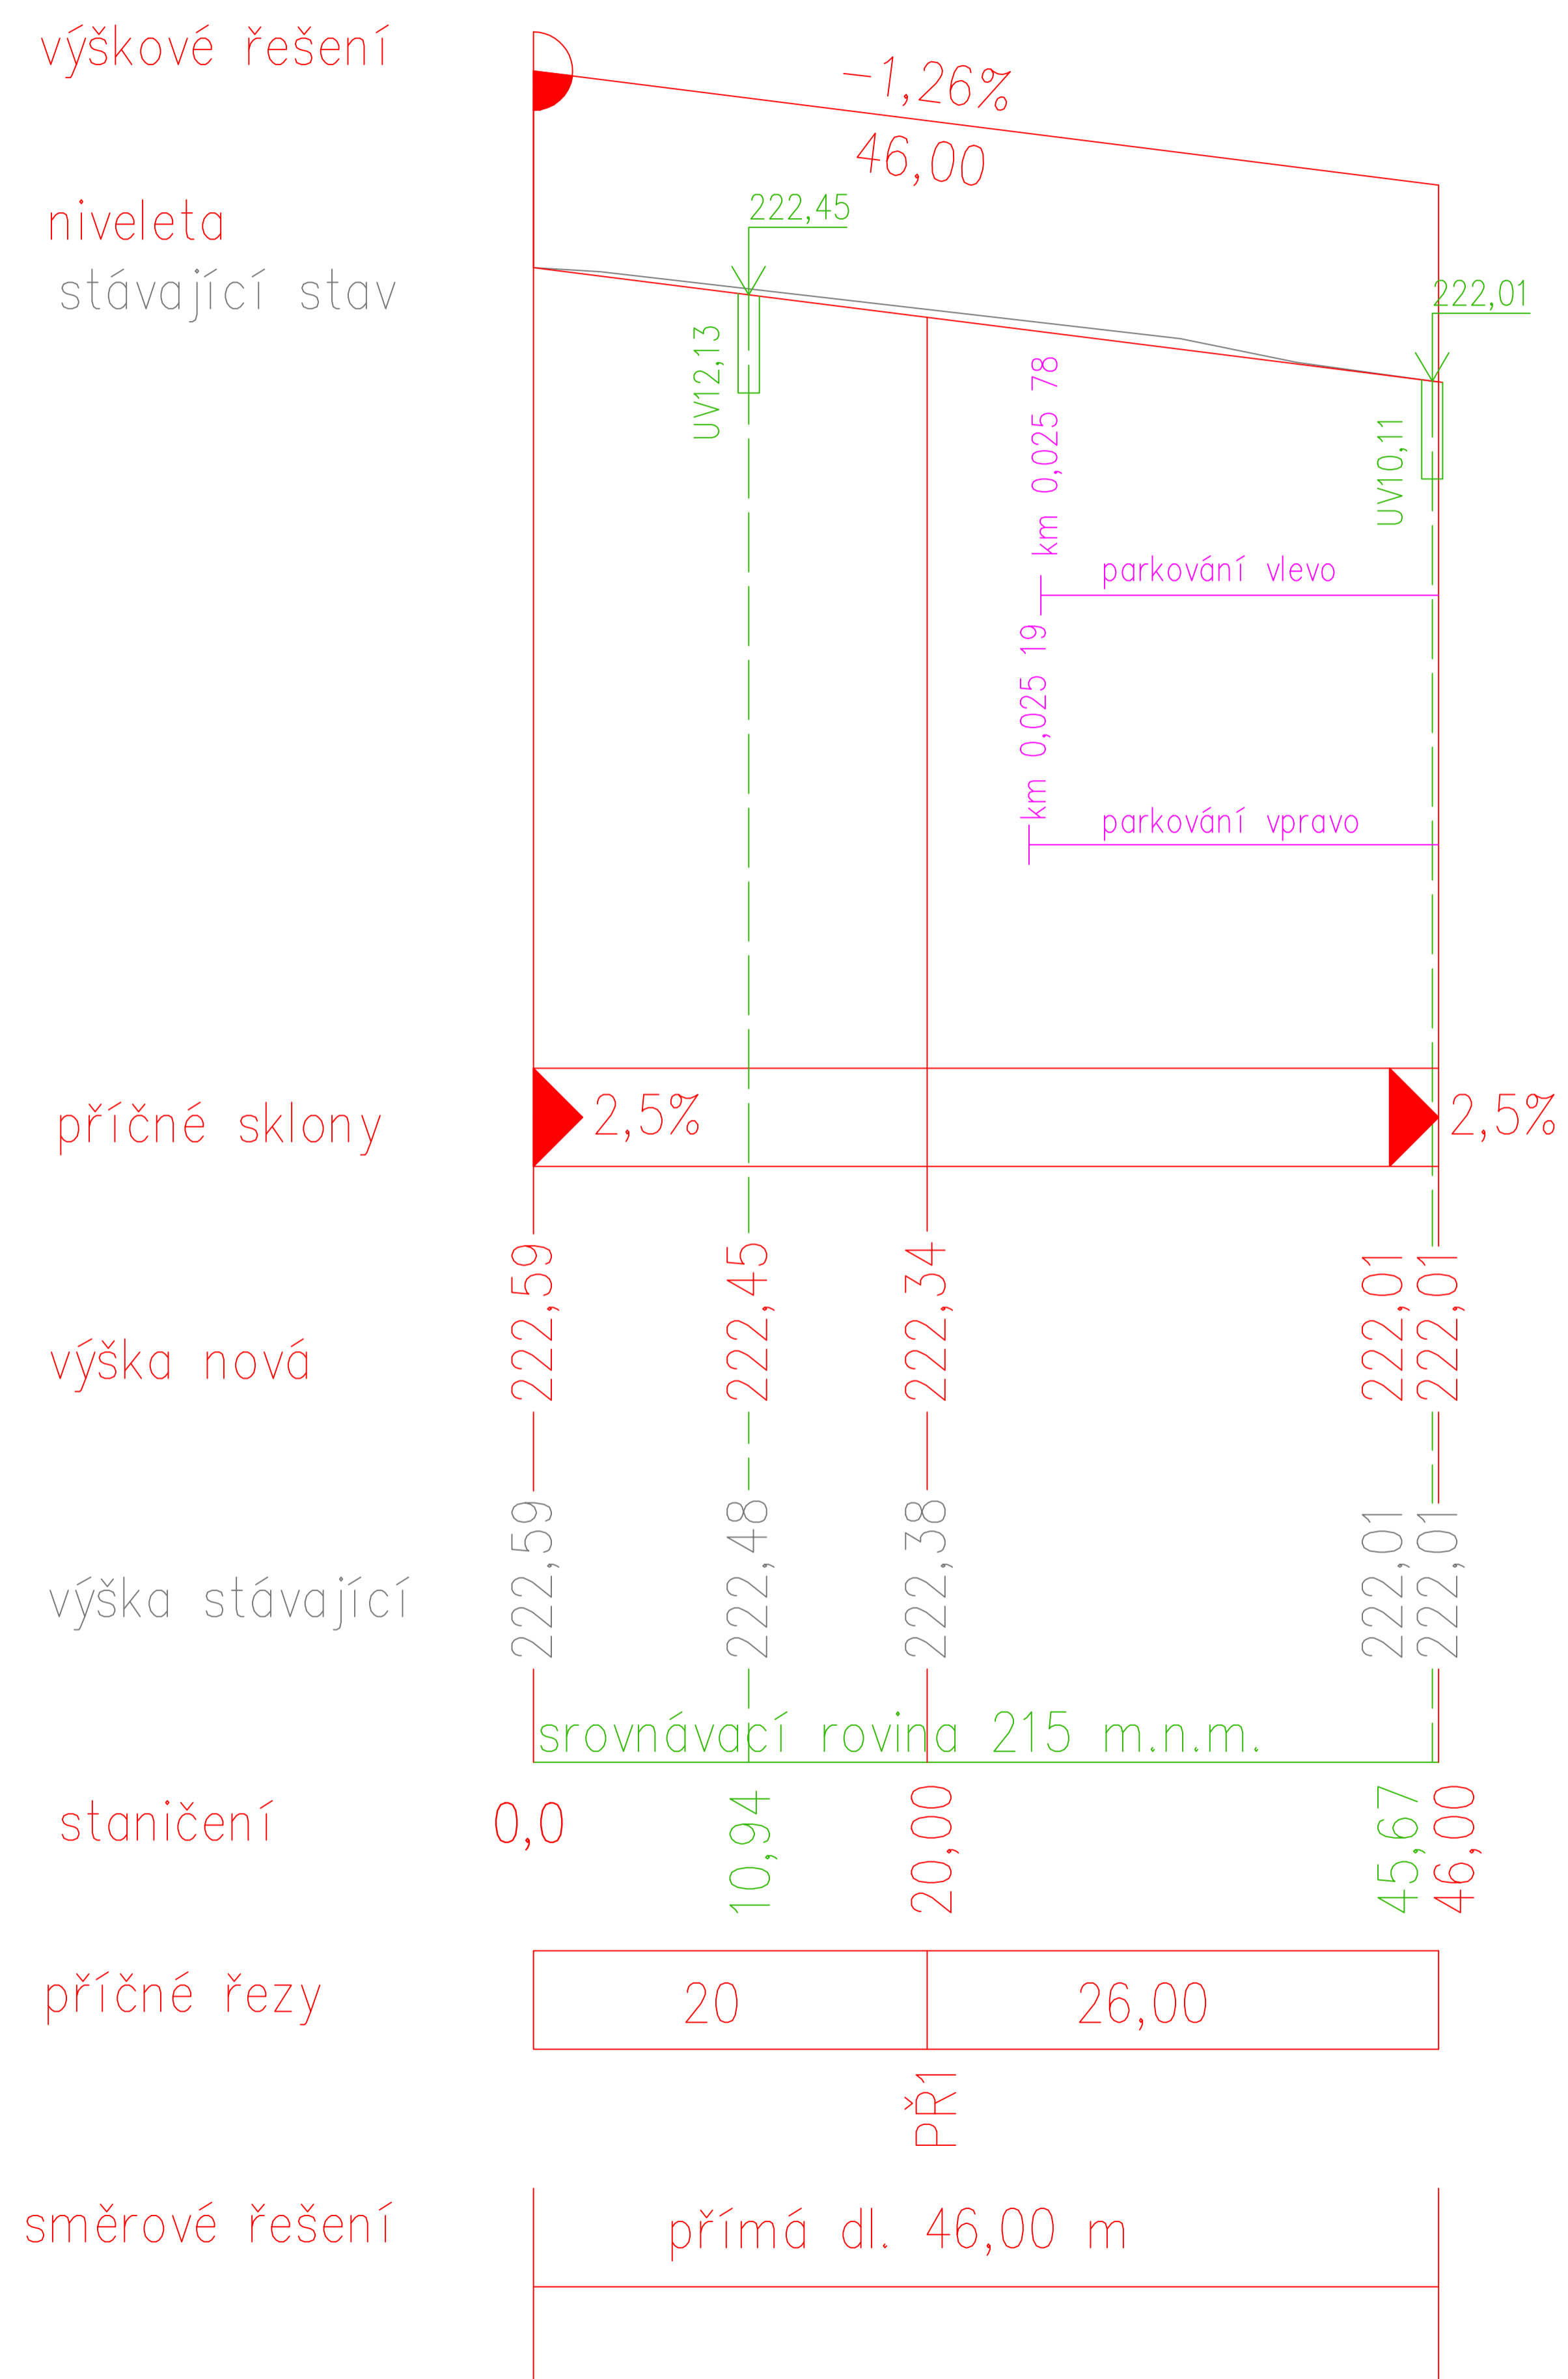 výškové řešení
-1,26%
46,00
niveleta
222,45
stávající stav
222,01
UV12,13
km 0,025 78
UV10,11
parkování vlevo
km 0,025 19
parkování vpravo
příčné sklony
2,5%
2,5%
výška nová
222,59
222,45
222,34
222,01
222,01
výška stávající
222,59
222,48
222,38
222,01
222,01
srovnávací rovina 215 m.n.m.
staničení
0,0
10,94
20,00
45,67
46,00
příčné řezy
20
26,00
PŘ1
směrové řešení
přímá dl. 46,00 m